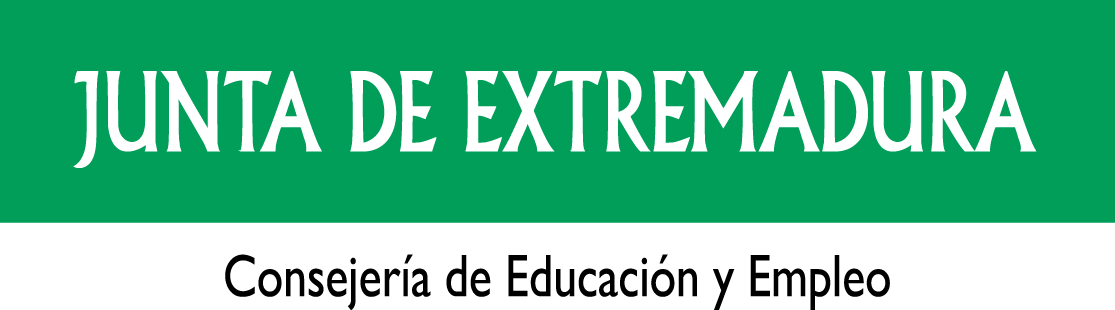 JUNTA DE EXTREMADURA
Consejería de Educación y Empleo